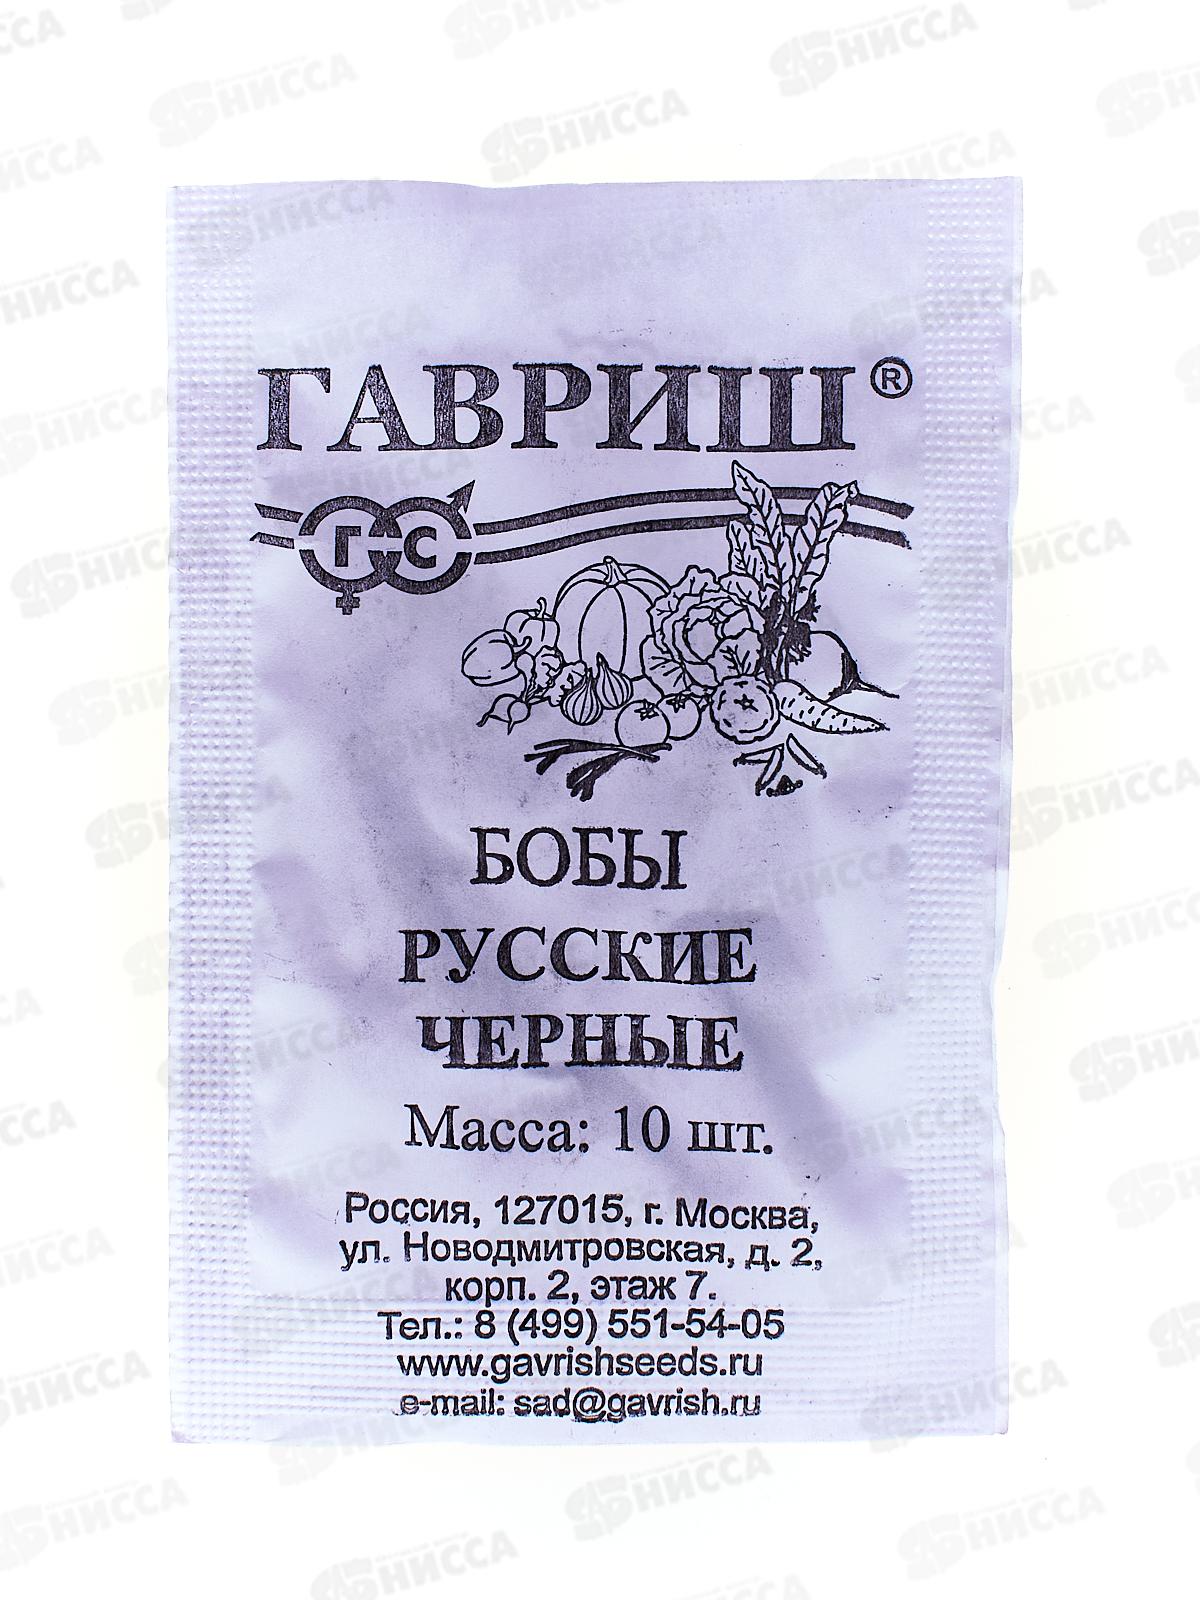 ГАВРИШ®
ГС
БОБЫ
РУССКИЕ
ЧЕРНЫЕ
Масса: 10 шт.
Россия, 127015, г. Москва,
ул. Новодмитровская, д. 2,
корп. 2, этаж 7.
Тел.: 8 (499) 551-54-05
www.gavrishseeds.ru
e-mail: sad@gavrish.ru